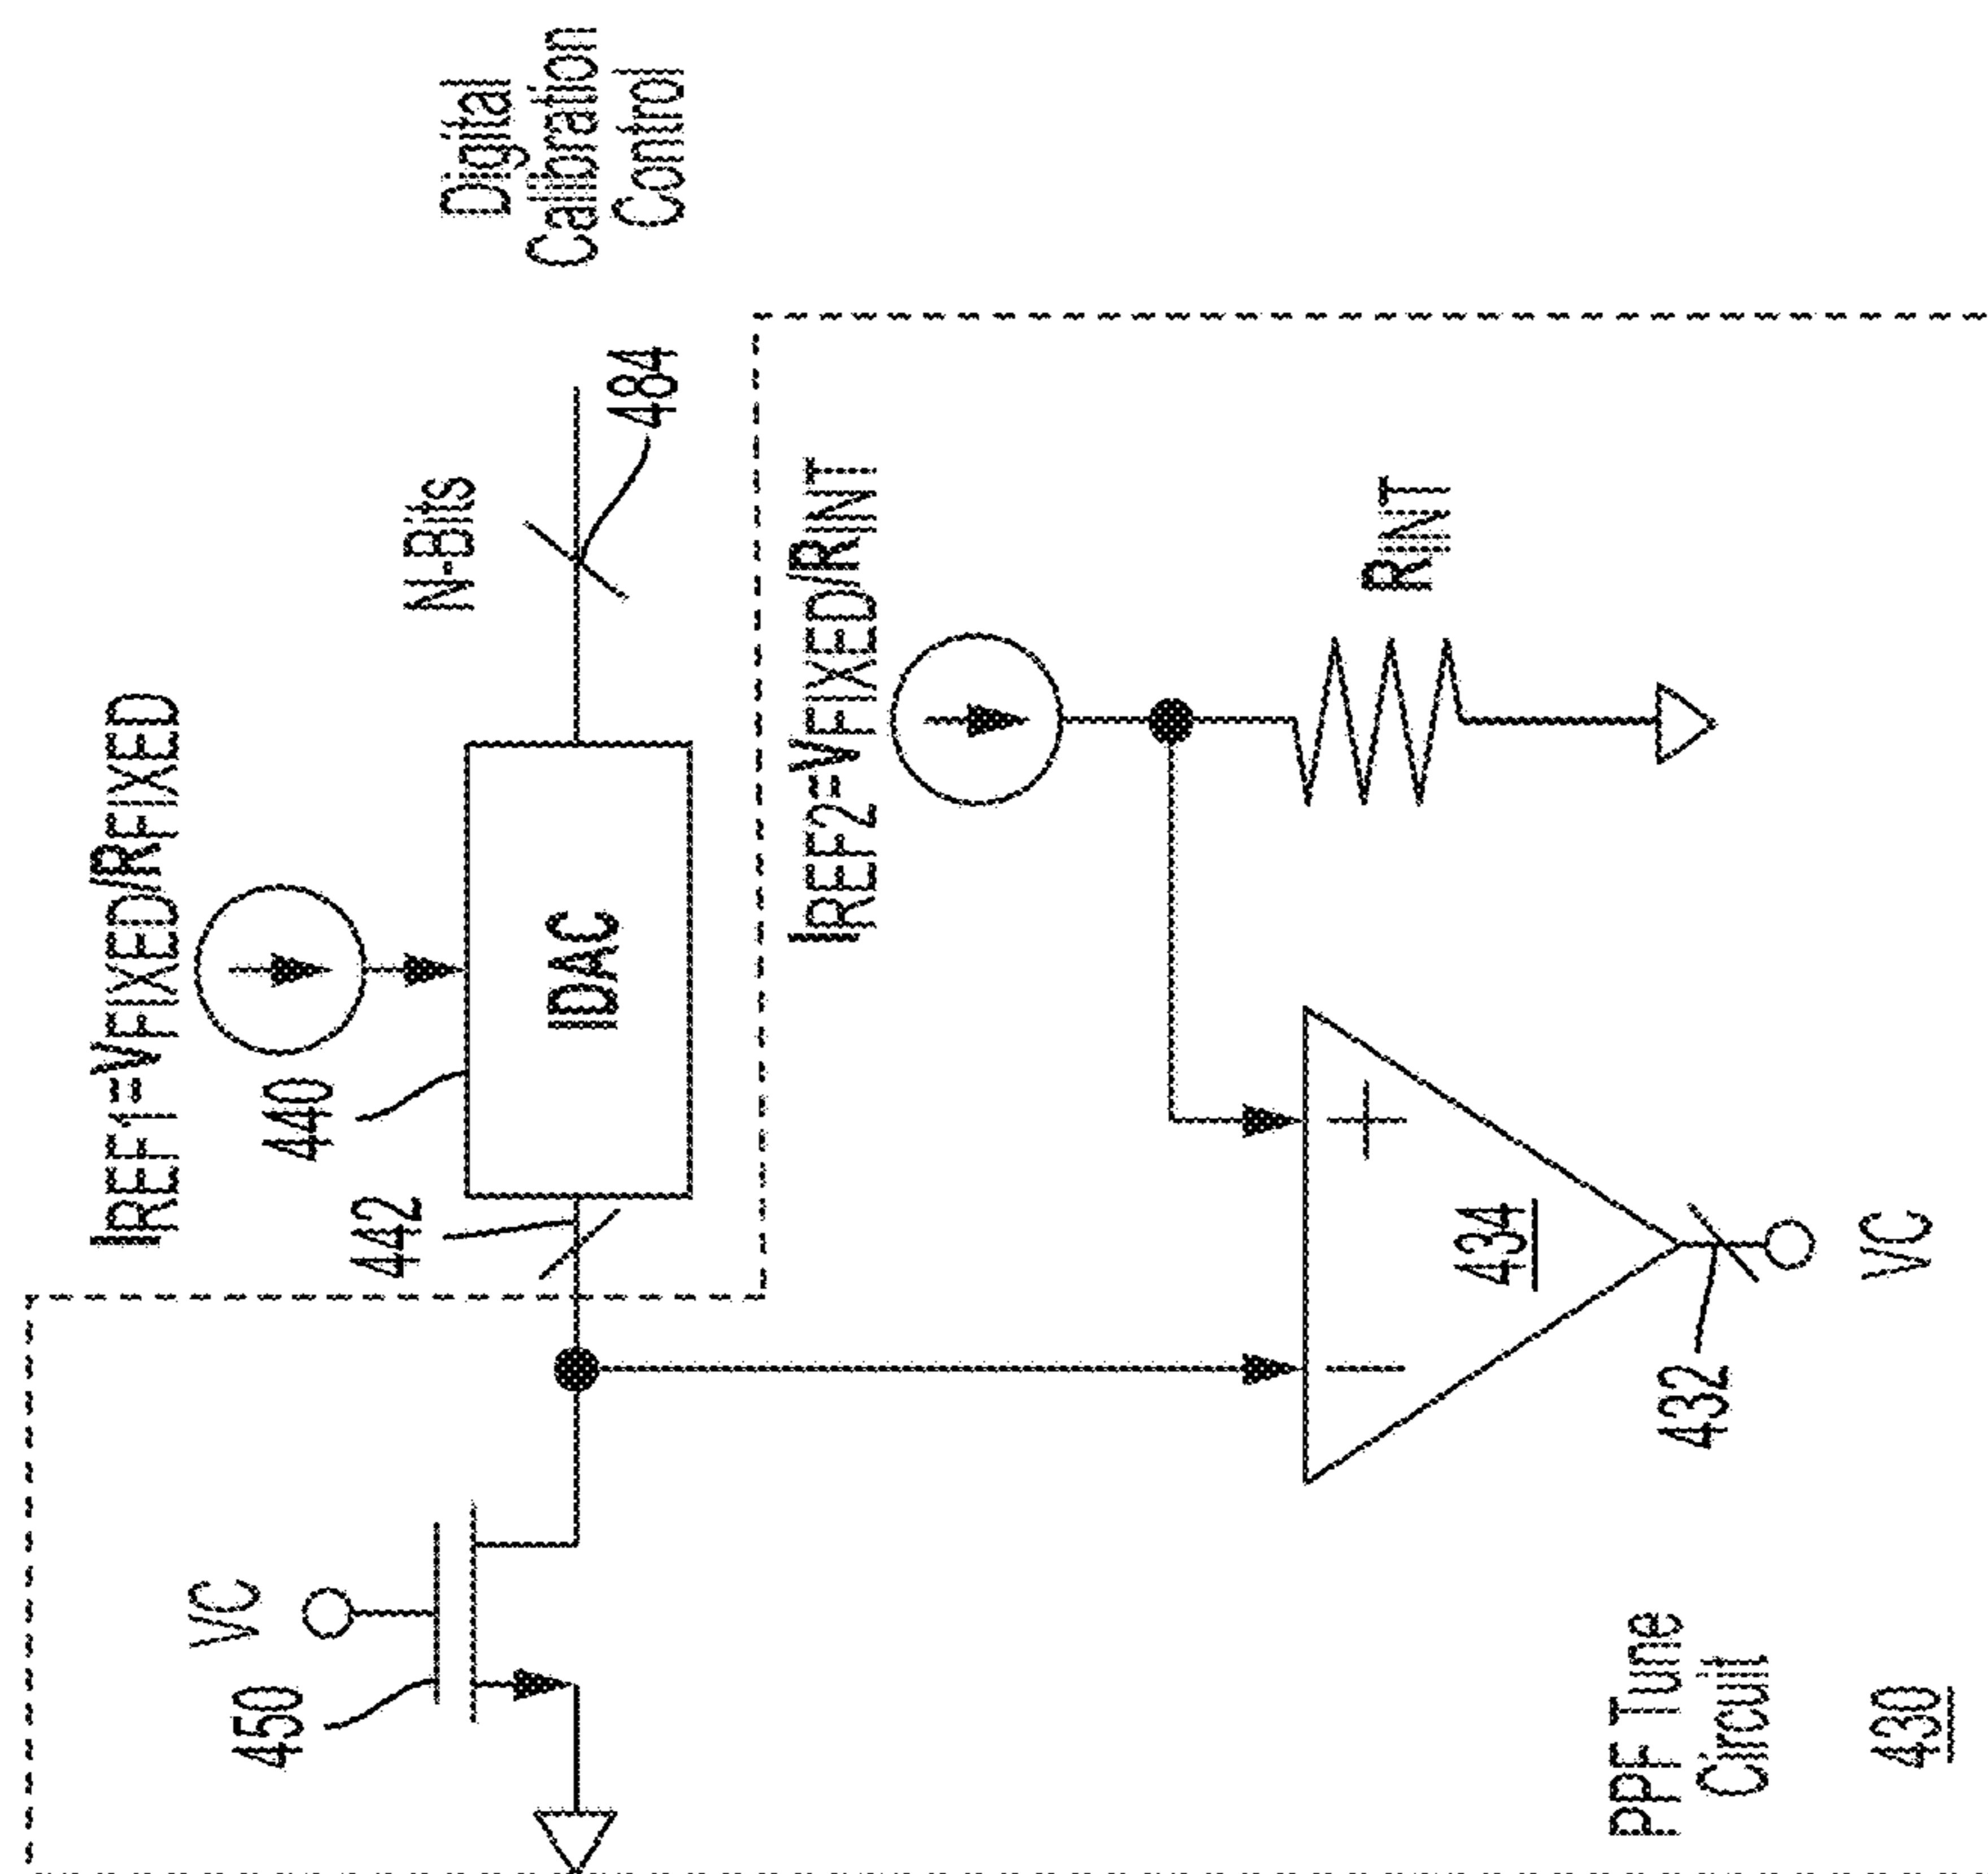 Digital
Calibration
Control
N-Bits
484
IREF1=VFIXED/RFIXED
440
IDAC
442
IREF2=VFIXED/RINT
RINT
VC
450
+
−
434
432
VC
PPF Tune
Circuit
430